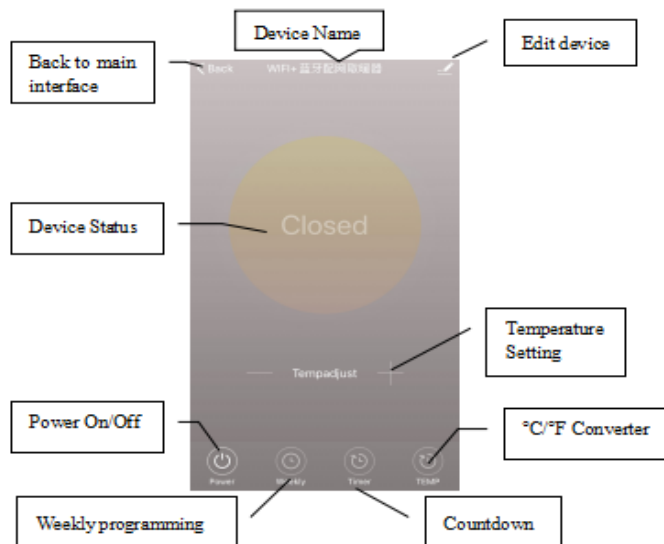 Device Name
Edit device
Back to main
interface
Back
WIFI+ 蓝牙配网取暖器
Closed
Device Status
Temperature
Setting
Tempadjust
Power On/Off
°C/°F Converter
Power
Weekly
Timer
TEMP
Weekly programming
Countdown